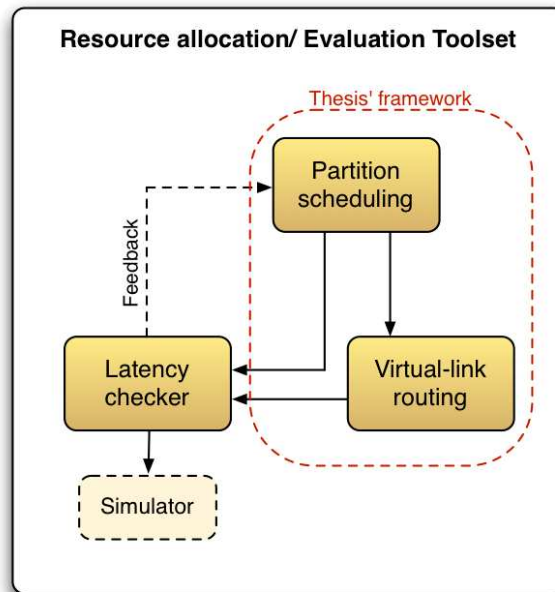 Resource allocation/ Evaluation Toolset
Thesis' framework
Partition
scheduling
Feedback
Latency
checker
Virtual-link
routing
Simulator